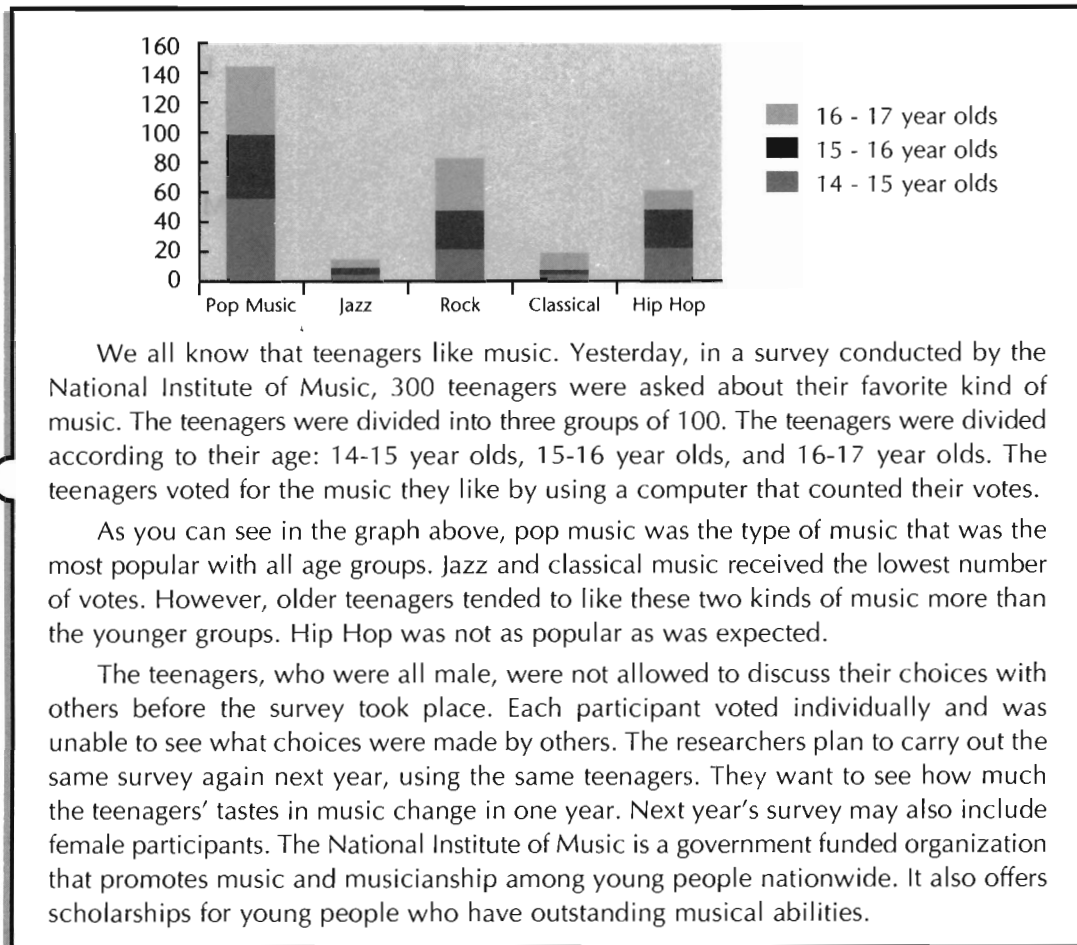 160
140
120
100
80
60
40
20
0
Pop Music Jazz Rock Classical Hip Hop
16 - 17 year olds
15 - 16 year olds
14 - 15 year olds
We all know that teenagers like music. Yesterday, in a survey conducted by the
National Institute of Music, 300 teenagers were asked about their favorite kind of
music. The teenagers were divided into three groups of 100. The teenagers were divided
according to their age: 14-15 year olds, 15-16 year olds, and 16-17 year olds. The
teenagers voted for the music they like by using a computer that counted their votes.
As you can see in the graph above, pop music was the type of music that was the
most popular with all age groups. Jazz and classical music received the lowest number
of votes. However, older teenagers tended to like these two kinds of music more than
the younger groups. Hip Hop was not as popular as was expected.
The teenagers, who were all male, were not allowed to discuss their choices with
others before the survey took place. Each participant voted individually and was
unable to see what choices were made by others. The researchers plan to carry out the
same survey again next year, using the same teenagers. They want to see how much
the teenagers' tastes in music change in one year. Next year's survey may also include
female participants. The National Institute of Music is a government funded organization
that promotes music and musicianship among young people nationwide. It also offers
scholarships for young people who have outstanding musical abilities.